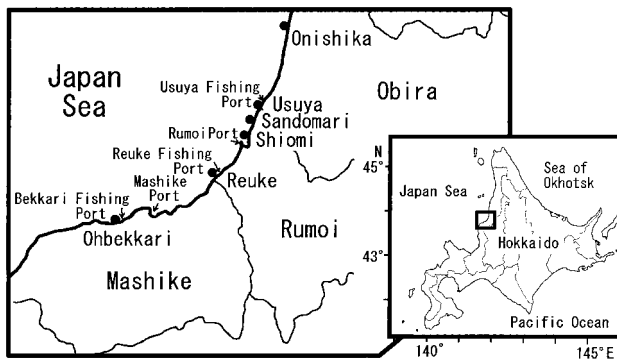 Onishika
Japan
Sea
Obira
Usuya Fishing
Port
Usuya
Sandomari
Rumoi Port
Shiomi
Reuke Fishing
Port
Reuke
Mashike
Port
Bekkari Fishing
Port
Ohbekkari
Rumoi
Mashike
N
45°
Sea of
Okhotsk
Japan Sea
Hokkaido
43°
Pacific Ocean
140°
145°E